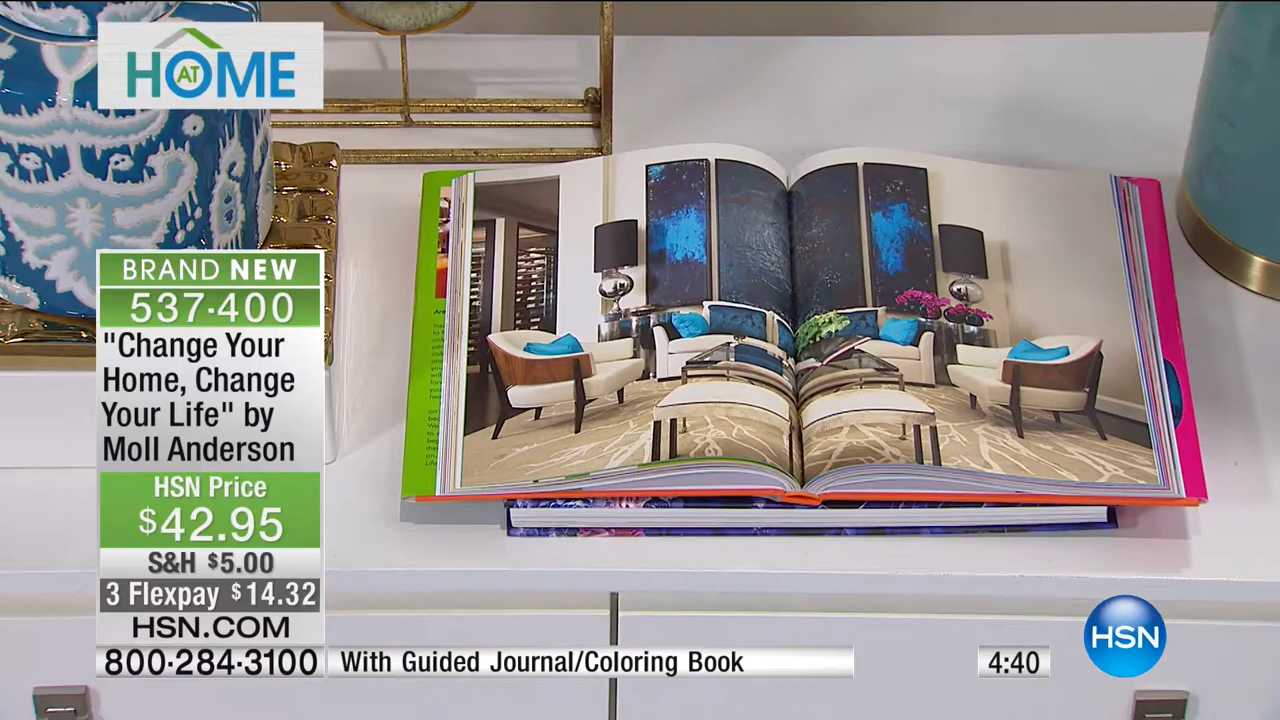 AT HOME
BRAND NEW
537·400
"Change Your
Home, Change
Your Life" by
Moll Anderson
HSN Price
$42.95
S&H $5.00
3 Flexpay $14.32
HSN.COM
800·284·3100
With Guided Journal/Coloring Book
4:40
HSN